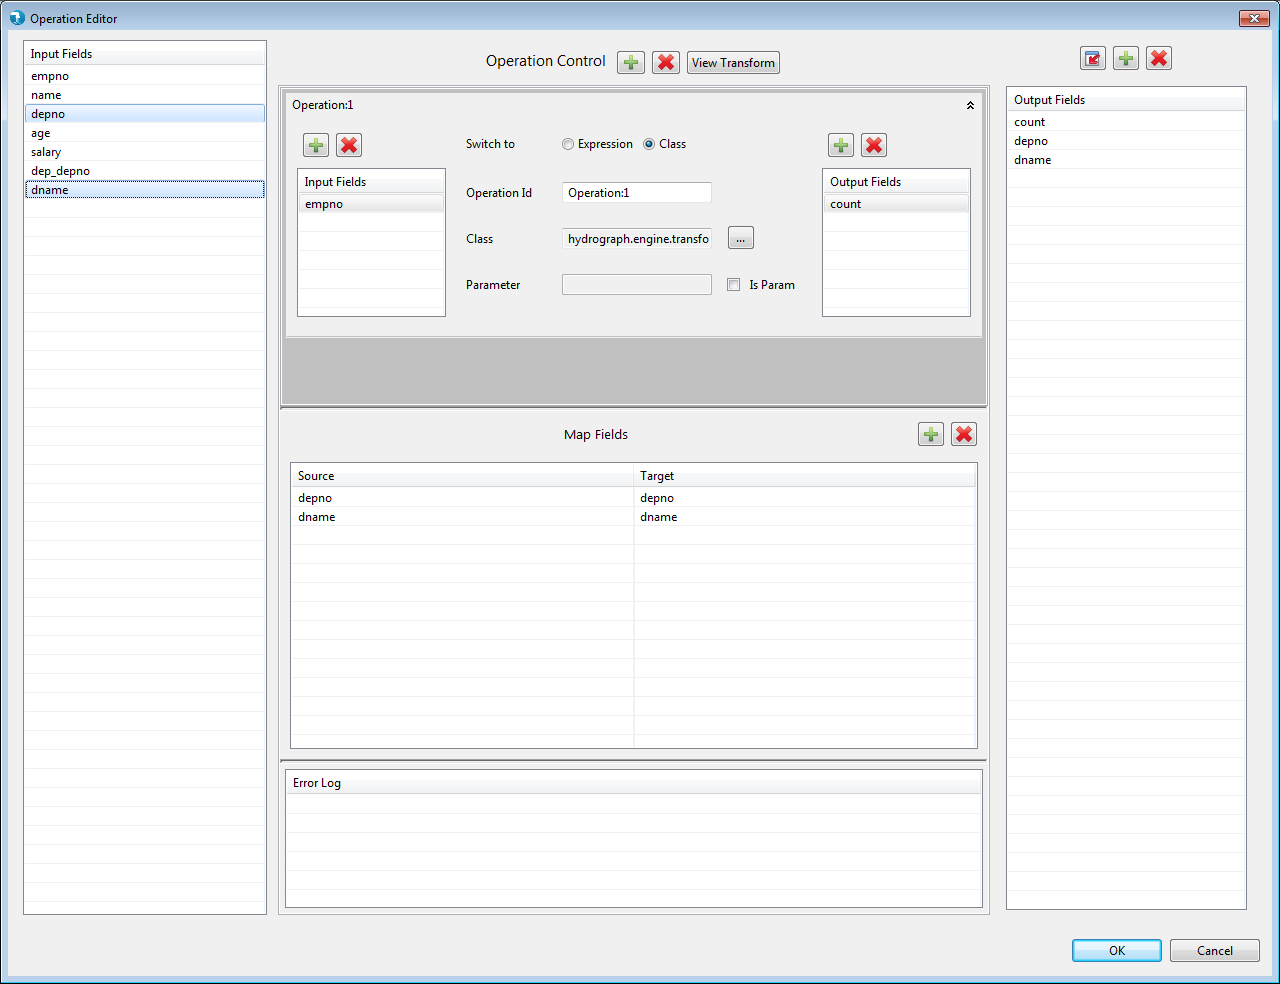 Operation Editor
Input Fields
empno
name
depno
age
salary
dep_depno
dname
Operation Control
View Transform
Operation:1
Switch to
Expression
Class
Input Fields
empno
Operation Id
Operation:1
Class
hydrograph.engine.transfo
...
Parameter
Is Param
Output Fields
count
Map Fields
Source Target
depno depno
dname dname
Error Log
Output Fields
count
depno
dname
OK
Cancel